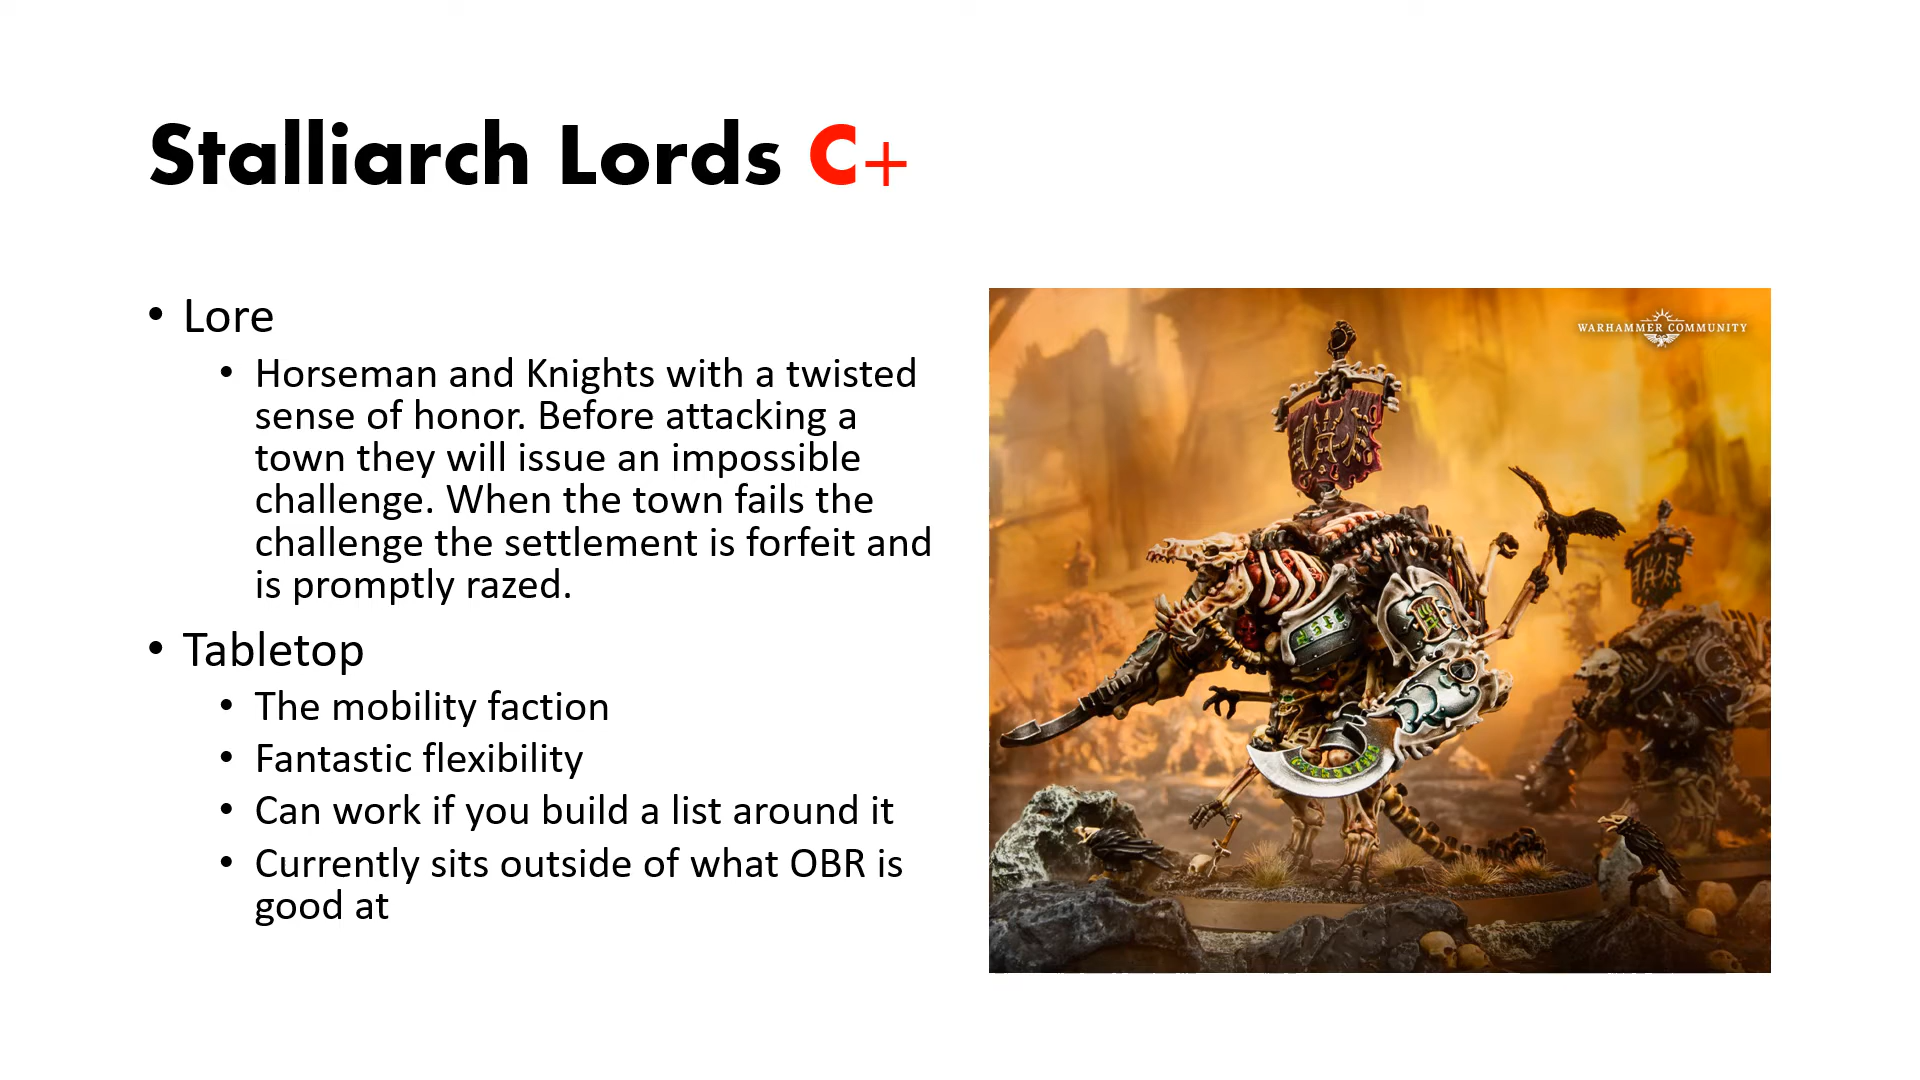 Stalliarch Lords C+
• Lore
• Horseman and Knights with a twisted
sense of honor. Before attacking a
town they will issue an impossible
challenge. When the town fails the
challenge the settlement is forfeit and
is promptly razed.
• Tabletop
• The mobility faction
• Fantastic flexibility
• Can work if you build a list around it
• Currently sits outside of what OBR is
good at
WARHAMMER COMMUNITY